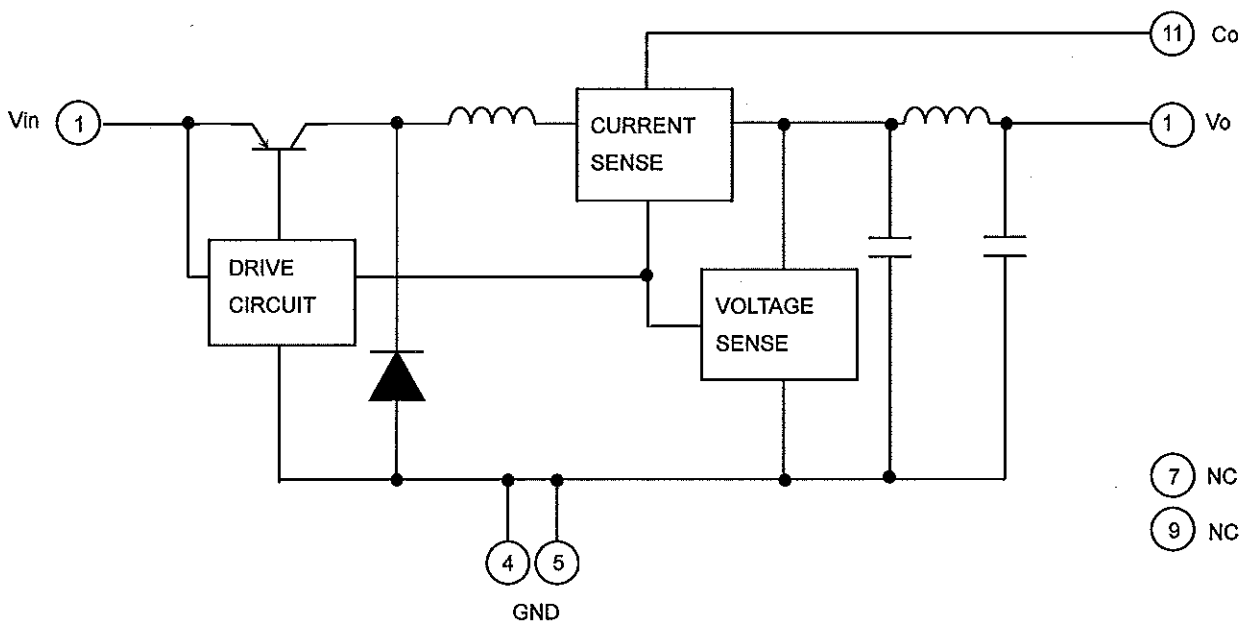 11 Co
Vin 1
CURRENT
SENSE
1 Vo
DRIVE
CIRCUIT
VOLTAGE
SENSE
7 NC
9 NC
4 5
GND